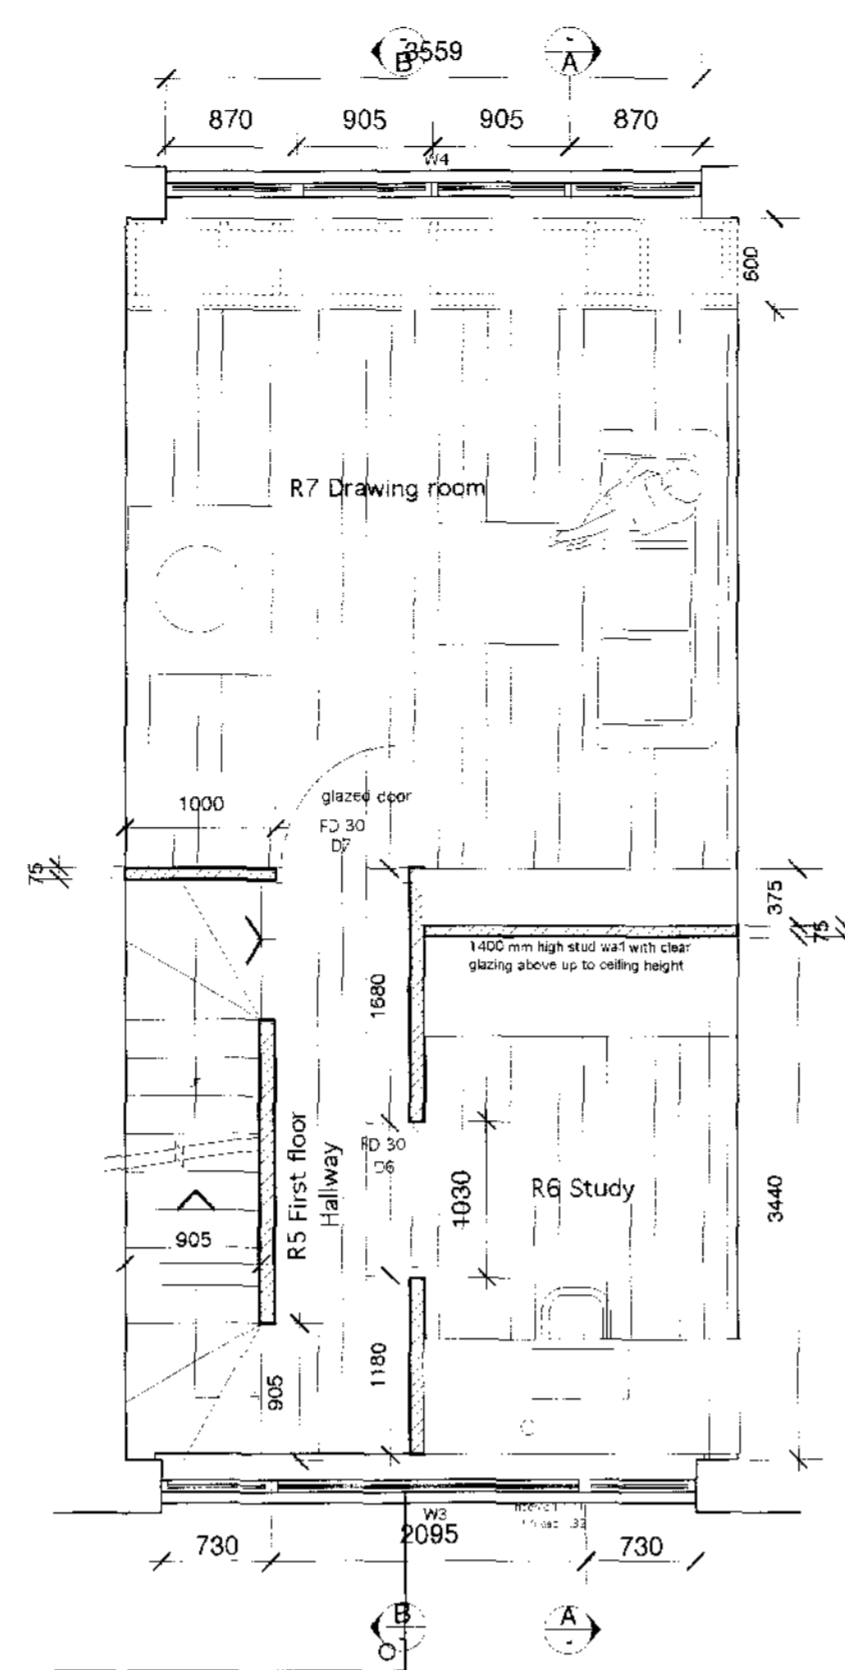 B
3559
A
870
905
905
870
W4
600
R7 Drawing room
1000
glazed door
FD 30
D7
75
375
75
1400 mm high stud wall with clear
glazing above up to ceiling height
1680
R5 First floor
Hallway
FD 30
D6
1030
R6 Study
3440
905
905
1180
W3
730
2095
730
B
A